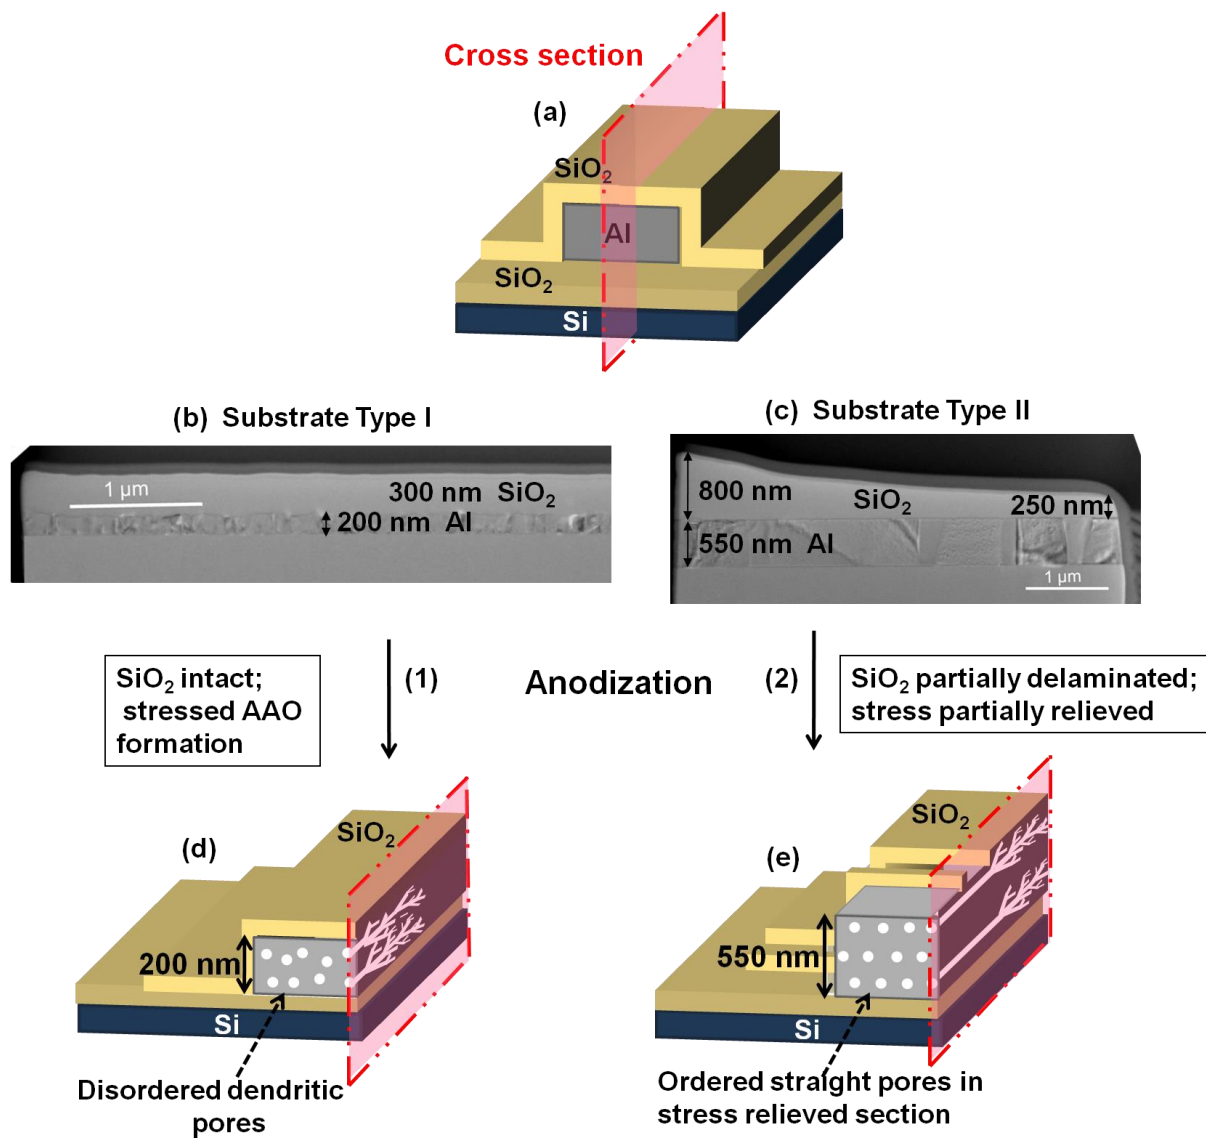 Cross section
(a)
SiO2
Al
SiO2
Si
(b) Substrate Type I
(c) Substrate Type II
1 µm
300 nm SiO2
200 nm Al
800 nm
SiO2
250 nm
550 nm Al
1 µm
SiO2 intact;
stressed AAO
formation
(1)
Anodization
(2)
SiO2 partially delaminated;
stress partially relieved
(d)
SiO2
200 nm
Si
Disordered dendritic
pores
(e)
SiO2
550 nm
Si
Ordered straight pores in
stress relieved section